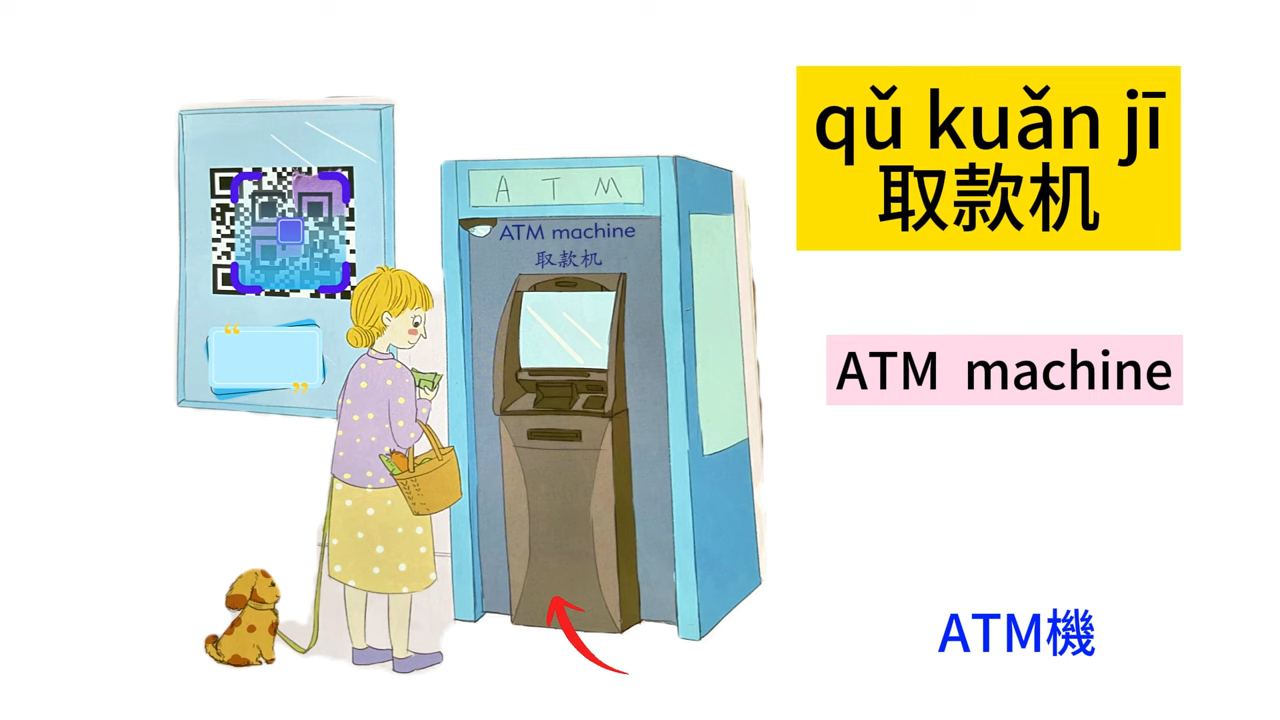 A T M
ATM machine
取款机
qǔ kuǎn jī
取款机
ATM machine
ATM機